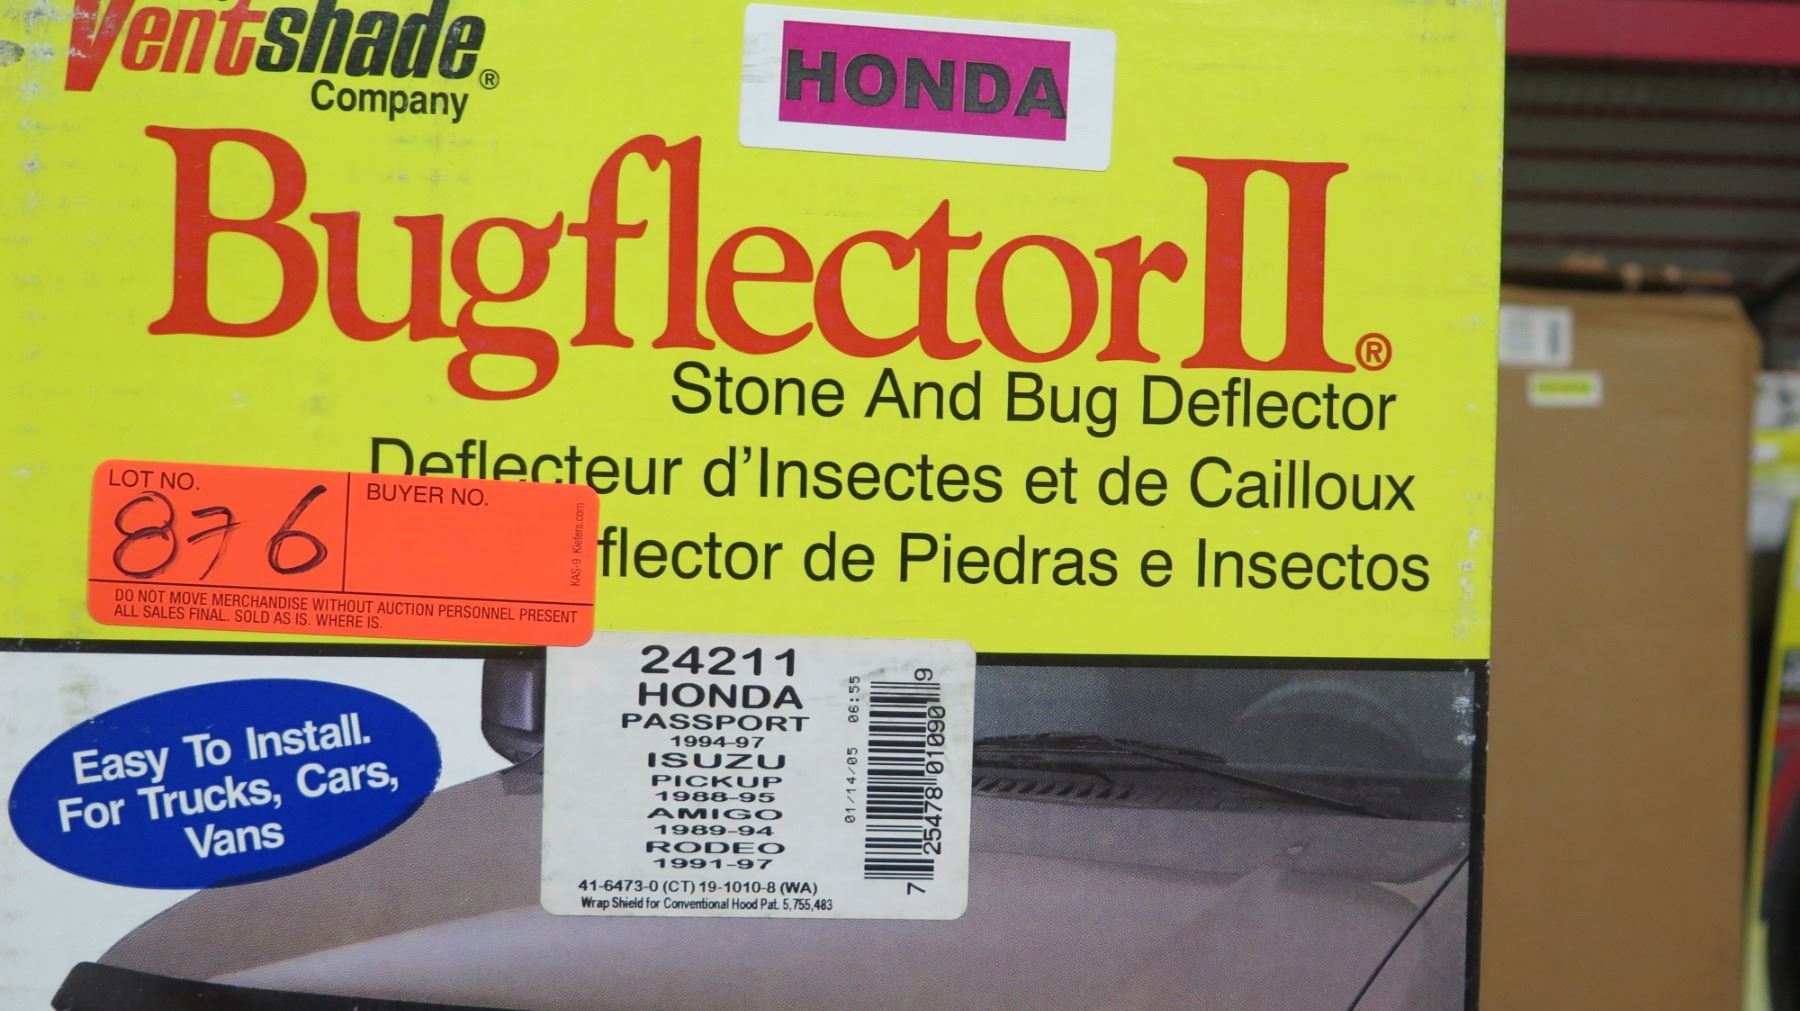 Ventshade®
Company
HONDA
BugflectorII®
Stone And Bug Deflector
Deflecteur d'Insectes et de Cailloux
flector de Piedras e Insectos
LOT NO.
876
BUYER NO.
KAS-9 Kiefers.com
DO NOT MOVE MERCHANDISE WITHOUT AUCTION PERSONNEL PRESENT
ALL SALES FINAL. SOLD AS IS. WHERE IS.
Easy To Install.
For Trucks, Cars,
Vans
24211
HONDA
PASSPORT
1994-97
ISUZU
PICKUP
1988-95
AMIGO
1989-94
RODEO
1991-97
41-6473-0 (CT) 19-1010-8 (WA)
Wrap Shield for Conventional Hood Pat. 5,755,483
01/14/05 06:55
7 25478 01090 9